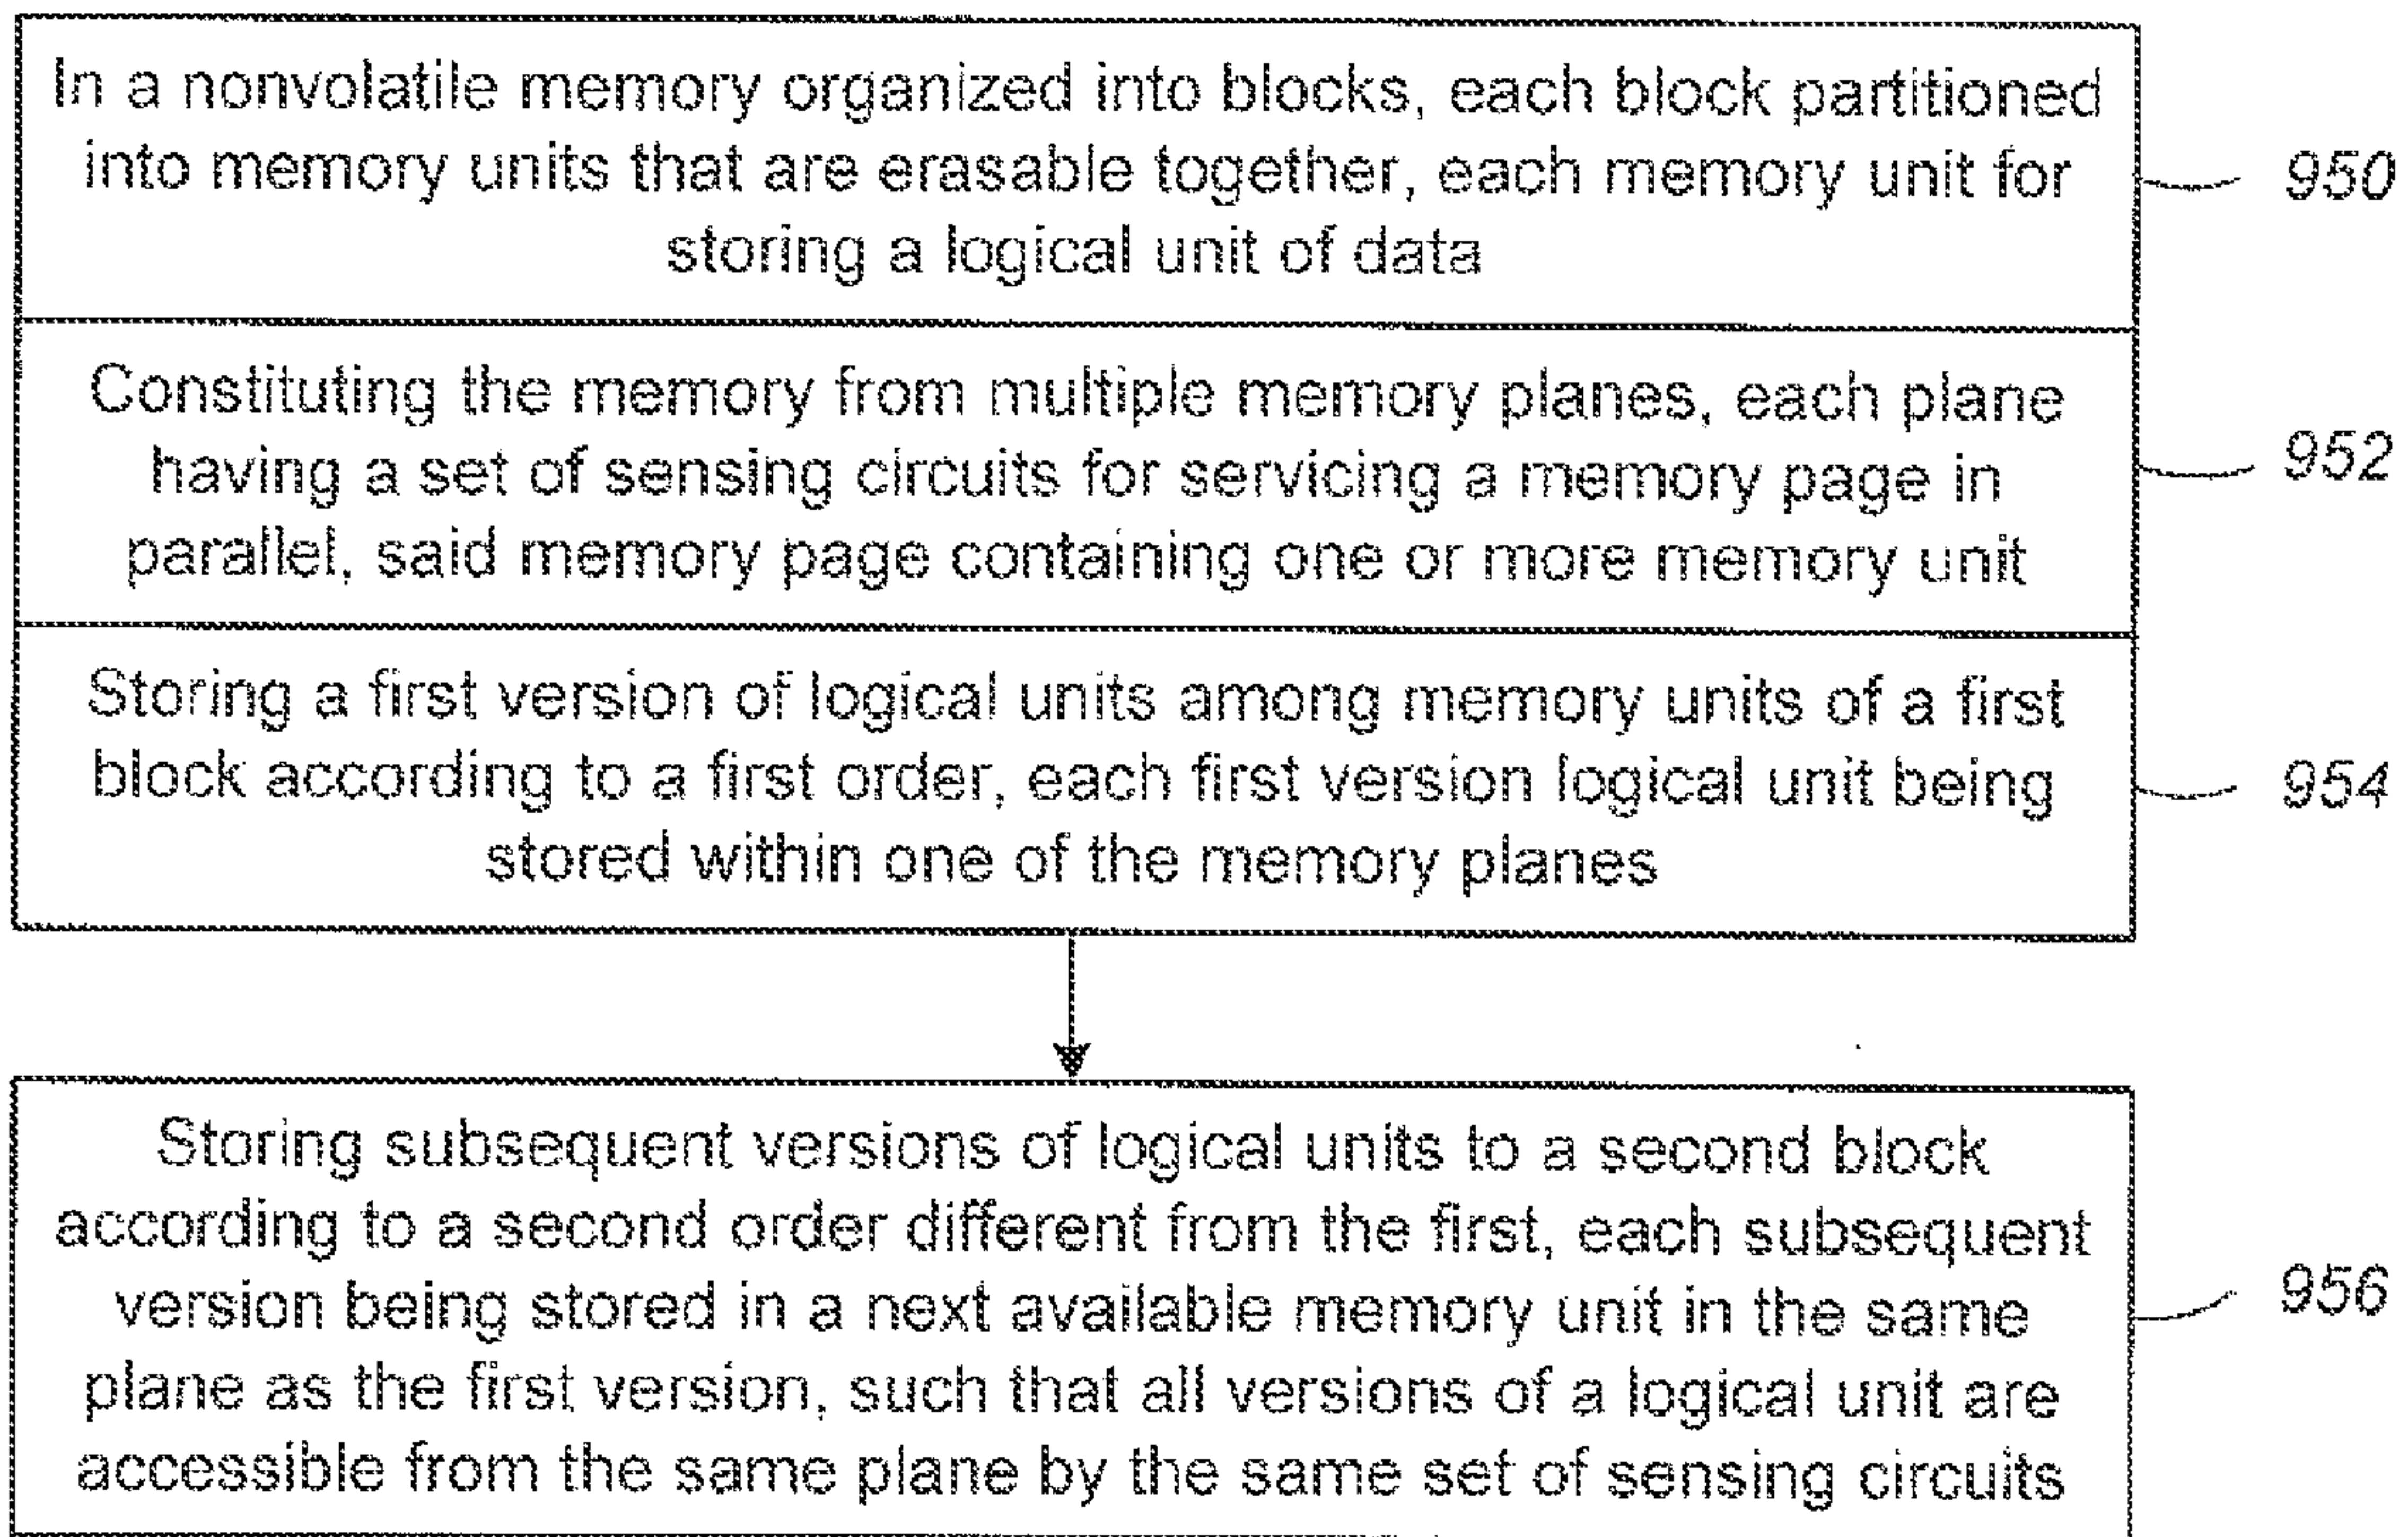 In a nonvolatile memory organized into blocks, each block partitioned
into memory units that are erasable together, each memory unit for
storing a logical unit of data
950
Constituting the memory from multiple memory planes, each plane
having a set of sensing circuits for servicing a memory page in
parallel, said memory page containing one or more memory unit
952
Storing a first version of logical units among memory units of a first
block according to a first order, each first version logical unit being
stored within one of the memory planes
954
Storing subsequent versions of logical units to a second block
according to a second order different from the first, each subsequent
version being stored in a next available memory unit in the same
plane as the first version, such that all versions of a logical unit are
accessible from the same plane by the same set of sensing circuits
956